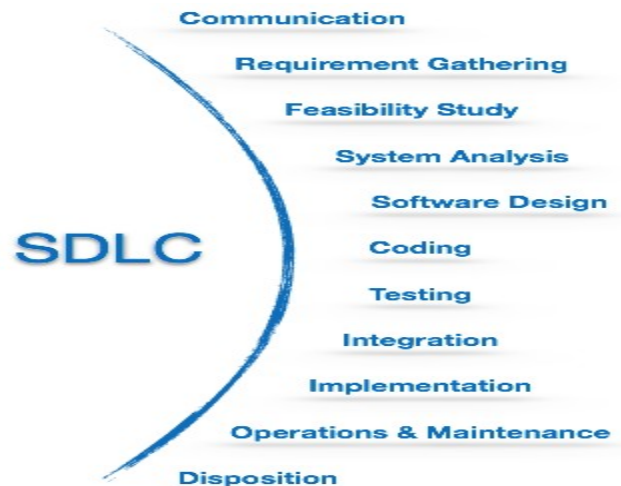 Communication
Requirement Gathering
Feasibility Study
System Analysis
Software Design
SDLC
Coding
Testing
Integration
Implementation
Operations & Maintenance
Disposition